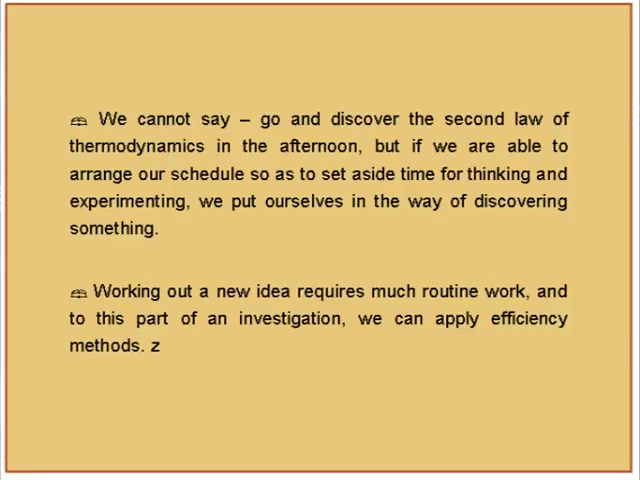 We cannot say – go and discover the second law of
thermodynamics in the afternoon, but if we are able to
arrange our schedule so as to set aside time for thinking and
experimenting, we put ourselves in the way of discovering
something.
Working out a new idea requires much routine work, and
to this part of an investigation, we can apply efficiency
methods. z